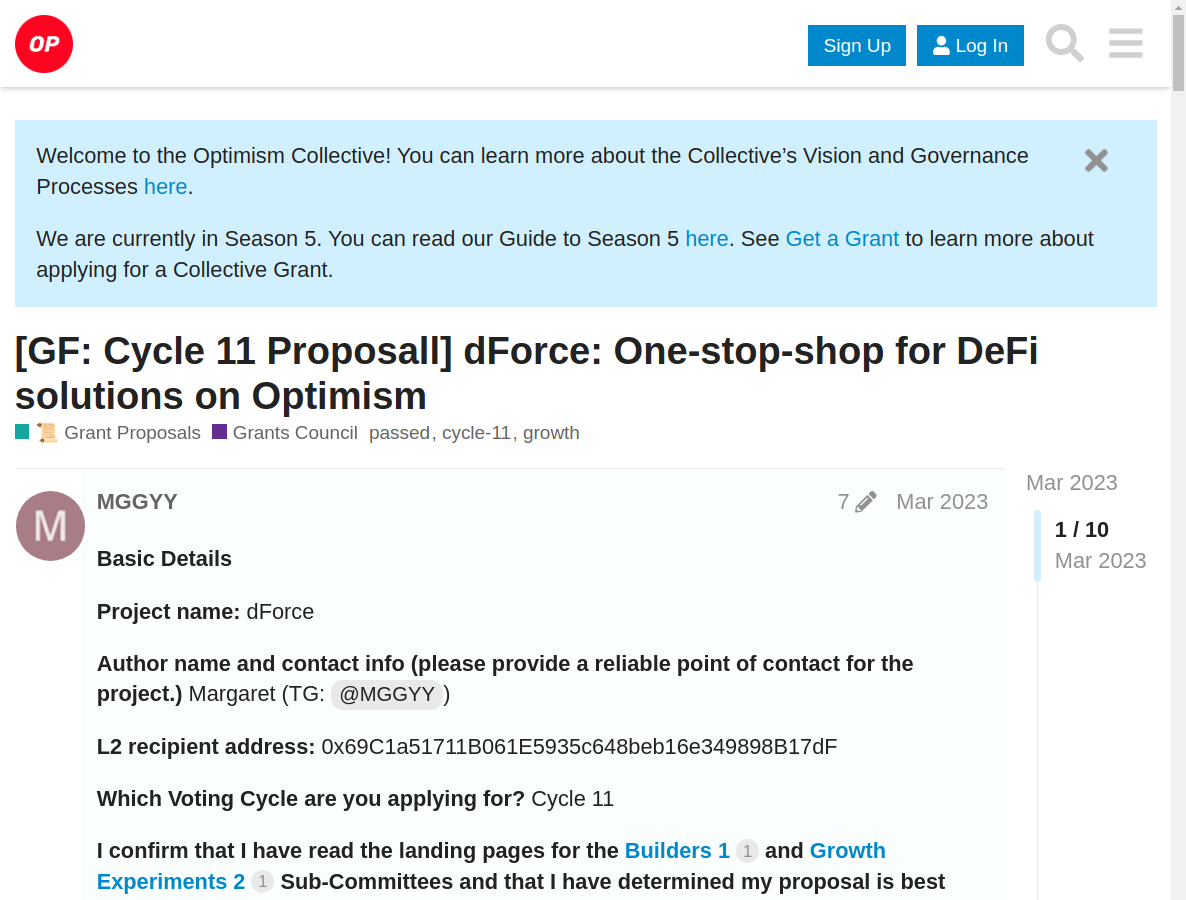 OP
Sign Up
Log In
Welcome to the Optimism Collective! You can learn more about the Collective’s Vision and Governance
Processes here.
We are currently in Season 5. You can read our Guide to Season 5 here. See Get a Grant to learn more about
applying for a Collective Grant.
[GF: Cycle 11 Proposall] dForce: One-stop-shop for DeFi
solutions on Optimism
📜 Grant Proposals Grants Council passed, cycle-11, growth
M
MGGYY
7 Mar 2023
Basic Details
Project name: dForce
Author name and contact info (please provide a reliable point of contact for the
project.) Margaret (TG: @MGGYY )
L2 recipient address: 0x69C1a51711B061E5935c648beb16e349898B17dF
Which Voting Cycle are you applying for? Cycle 11
I confirm that I have read the landing pages for the Builders 1 1 and Growth
Experiments 2 1 Sub-Committees and that I have determined my proposal is best
Mar 2023
1 / 10
Mar 2023